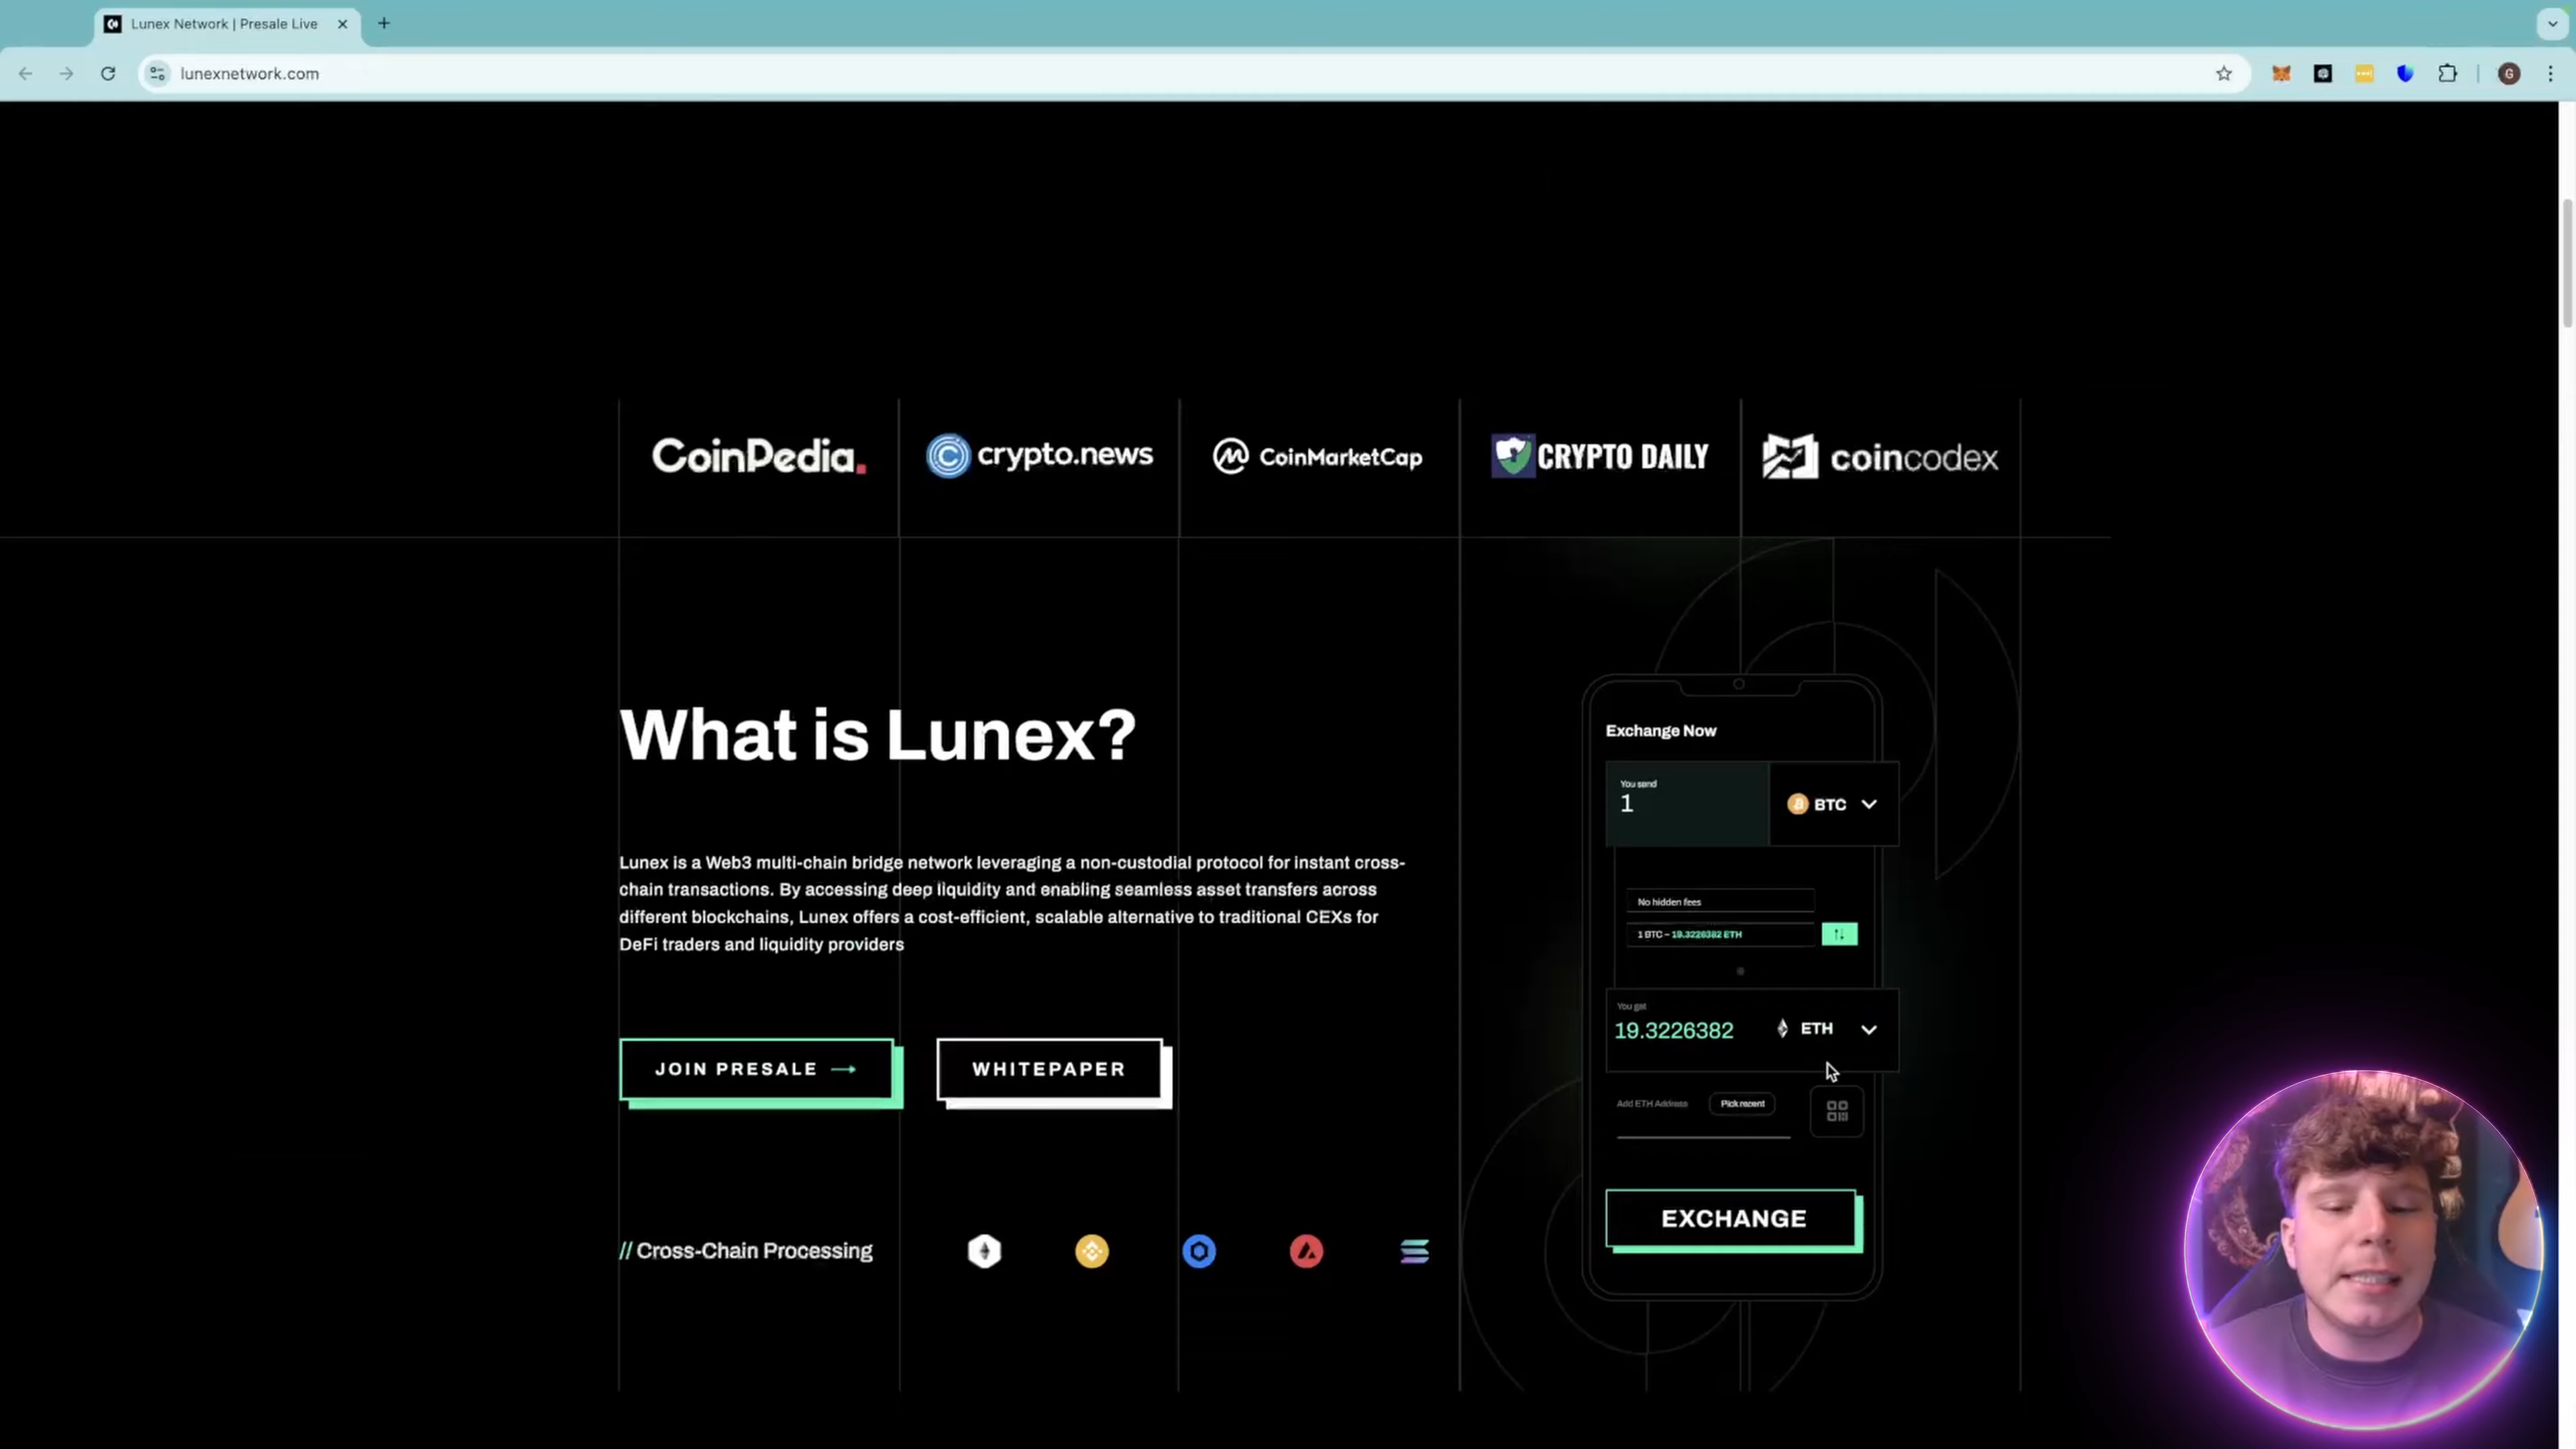 Lunex Network | Presale Live
lunexnetwork.com
G
CoinPedia.
crypto.news
CoinMarketCap
CRYPTO DAILY
coincodex
What is Lunex?
Lunex is a Web3 multi-chain bridge network leveraging a non-custodial protocol for instant cross-
chain transactions. By accessing deep liquidity and enabling seamless asset transfers across
different blockchains, Lunex offers a cost-efficient, scalable alternative to traditional CEXs for
DeFi traders and liquidity providers
JOIN PRESALE →
WHITEPAPER
// Cross-Chain Processing
Exchange Now
You send
1
BTC
No hidden fees
1 BTC ~ 19.3226382 ETH
You get
19.3226382
ETH
Add ETH Address
Pick recent
EXCHANGE